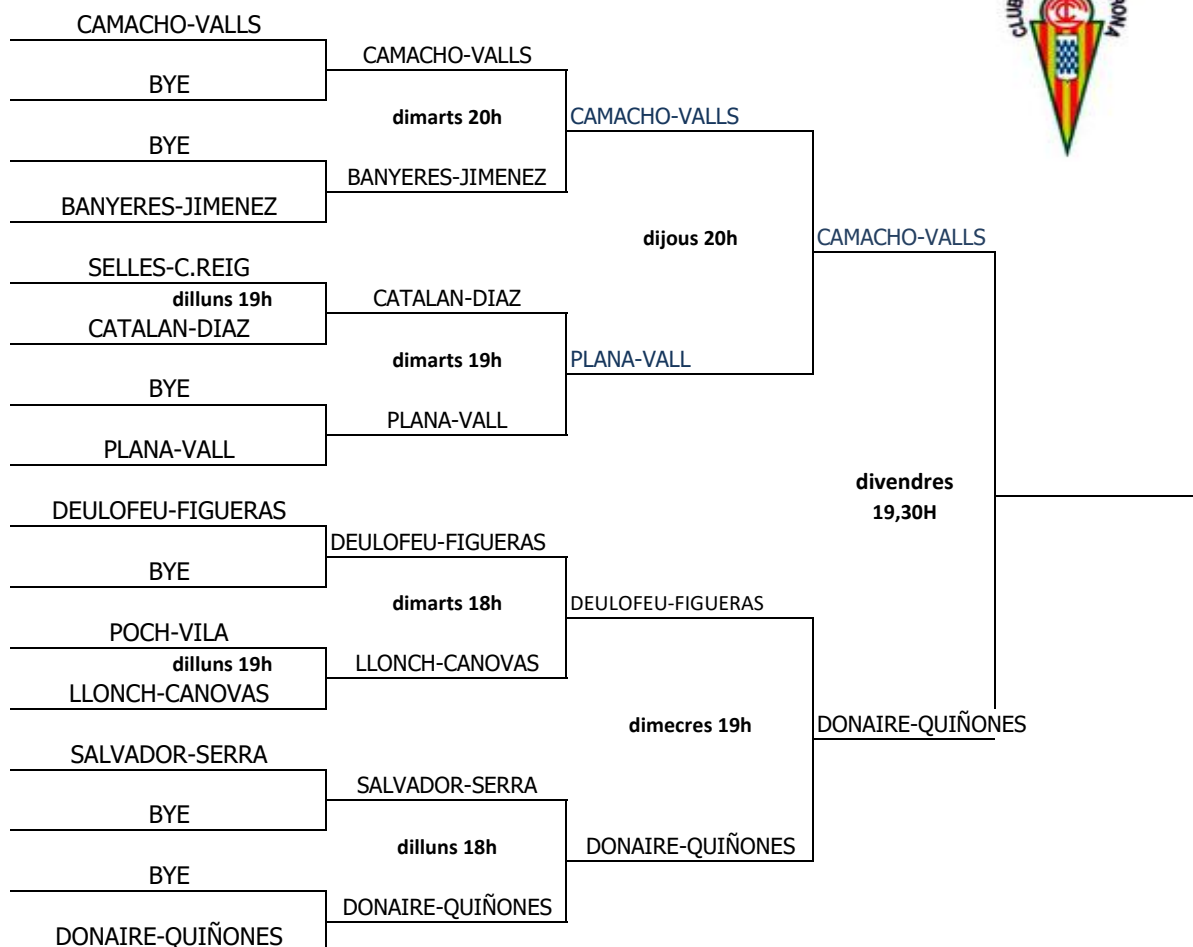 CLUB
CAMACHO-VALLS
CAMACHO-VALLS
BYE
dimarts 20h
CAMACHO-VALLS
BYE
BANYERES-JIMENEZ
BANYERES-JIMENEZ
dijous 20h
CAMACHO-VALLS
SELLES-C.REIG
dilluns 19h
CATALAN-DIAZ
CATALAN-DIAZ
dimarts 19h
PLANA-VALL
BYE
PLANA-VALL
PLANA-VALL
divendres
19,30H
DEULOFEU-FIGUERAS
DEULOFEU-FIGUERAS
BYE
dimarts 18h
DEULOFEU-FIGUERAS
POCH-VILA
dilluns 19h
LLONCH-CANOVAS
LLONCH-CANOVAS
dimecres 19h
DONAIRE-QUIÑONES
SALVADOR-SERRA
SALVADOR-SERRA
BYE
dilluns 18h
DONAIRE-QUIÑONES
BYE
DONAIRE-QUIÑONES
DONAIRE-QUIÑONES